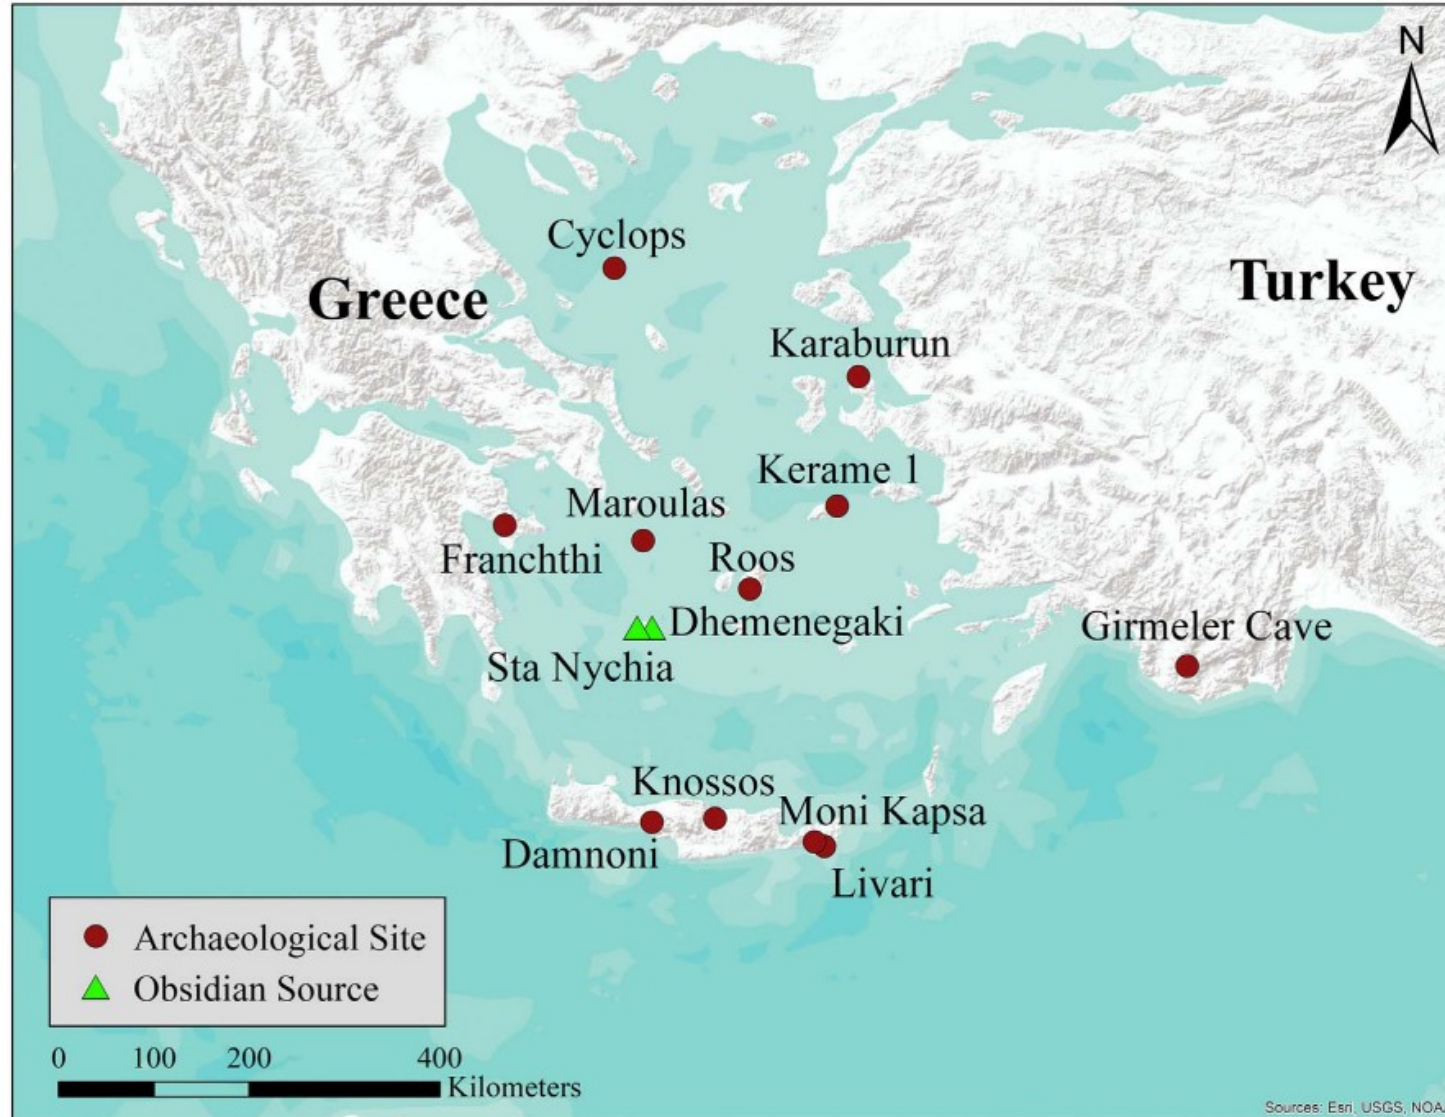 N
Cyclops
Greece
Turkey
Karaburun
Kerame 1
Maroulas
Franchthi
Roos
Dhemenegaki
Girmeler Cave
Sta Nychia
Knossos
Moni Kapsa
Damnoni
Livari
Archaeological Site
Obsidian Source
0 100 200 400
Kilometers
Sources: Esri, USGS, NOA